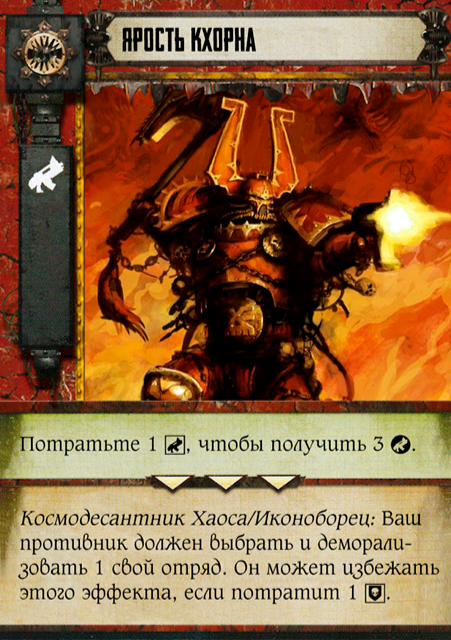 ЯРОСТЬ КХОРНА
Потратьте 1 , чтобы получить 3 .
Космодесантник Хаоса/Иконоборец: Ваш
противник должен выбрать и деморали-
зовать 1 свой отряд. Он может избежать
этого эффекта, если потратит 1 .